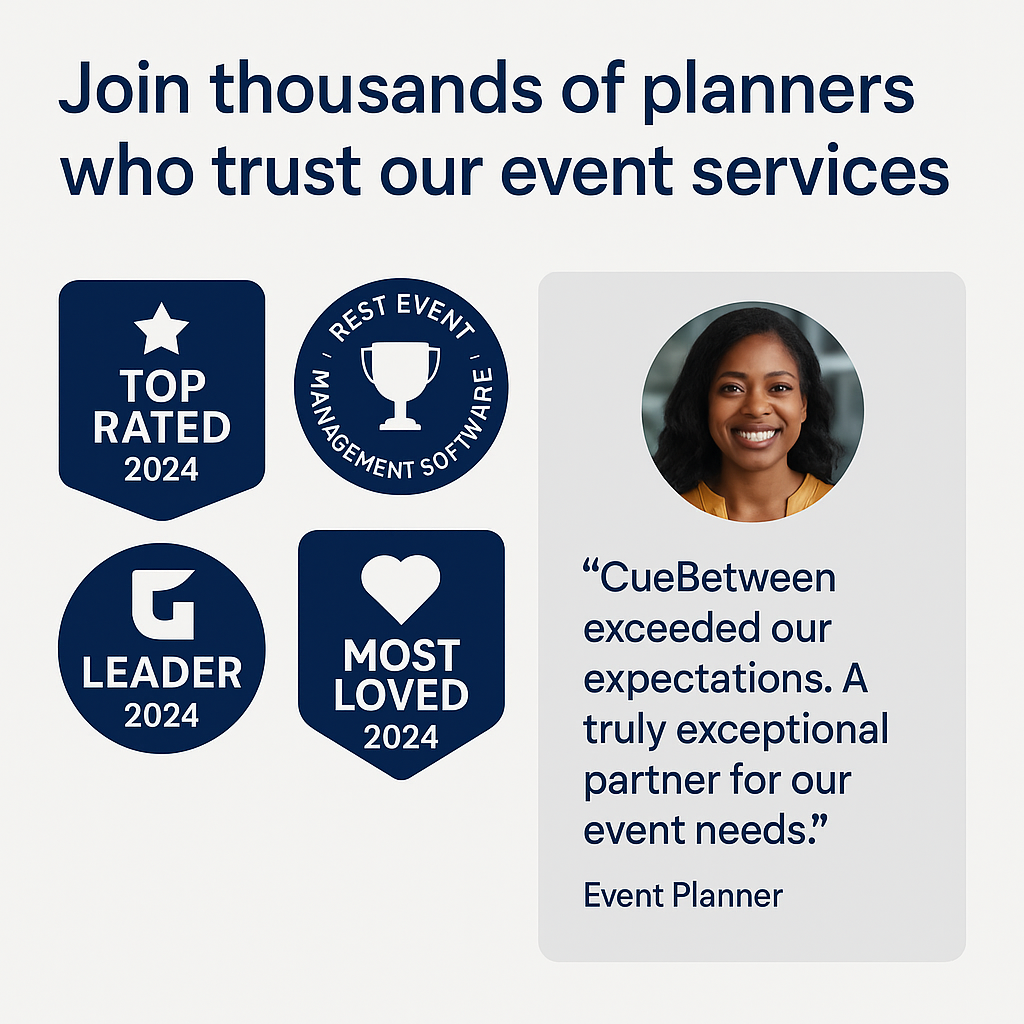 Join thousands of planners
who trust our event services
TOP
RATED
2024
REST EVENT
MANAGEMENT SOFTWARE
G
LEADER
2024
MOST
LOVED
2024
“CueBetween
exceeded our
expectations. A
truly exceptional
partner for our
event needs.”
Event Planner